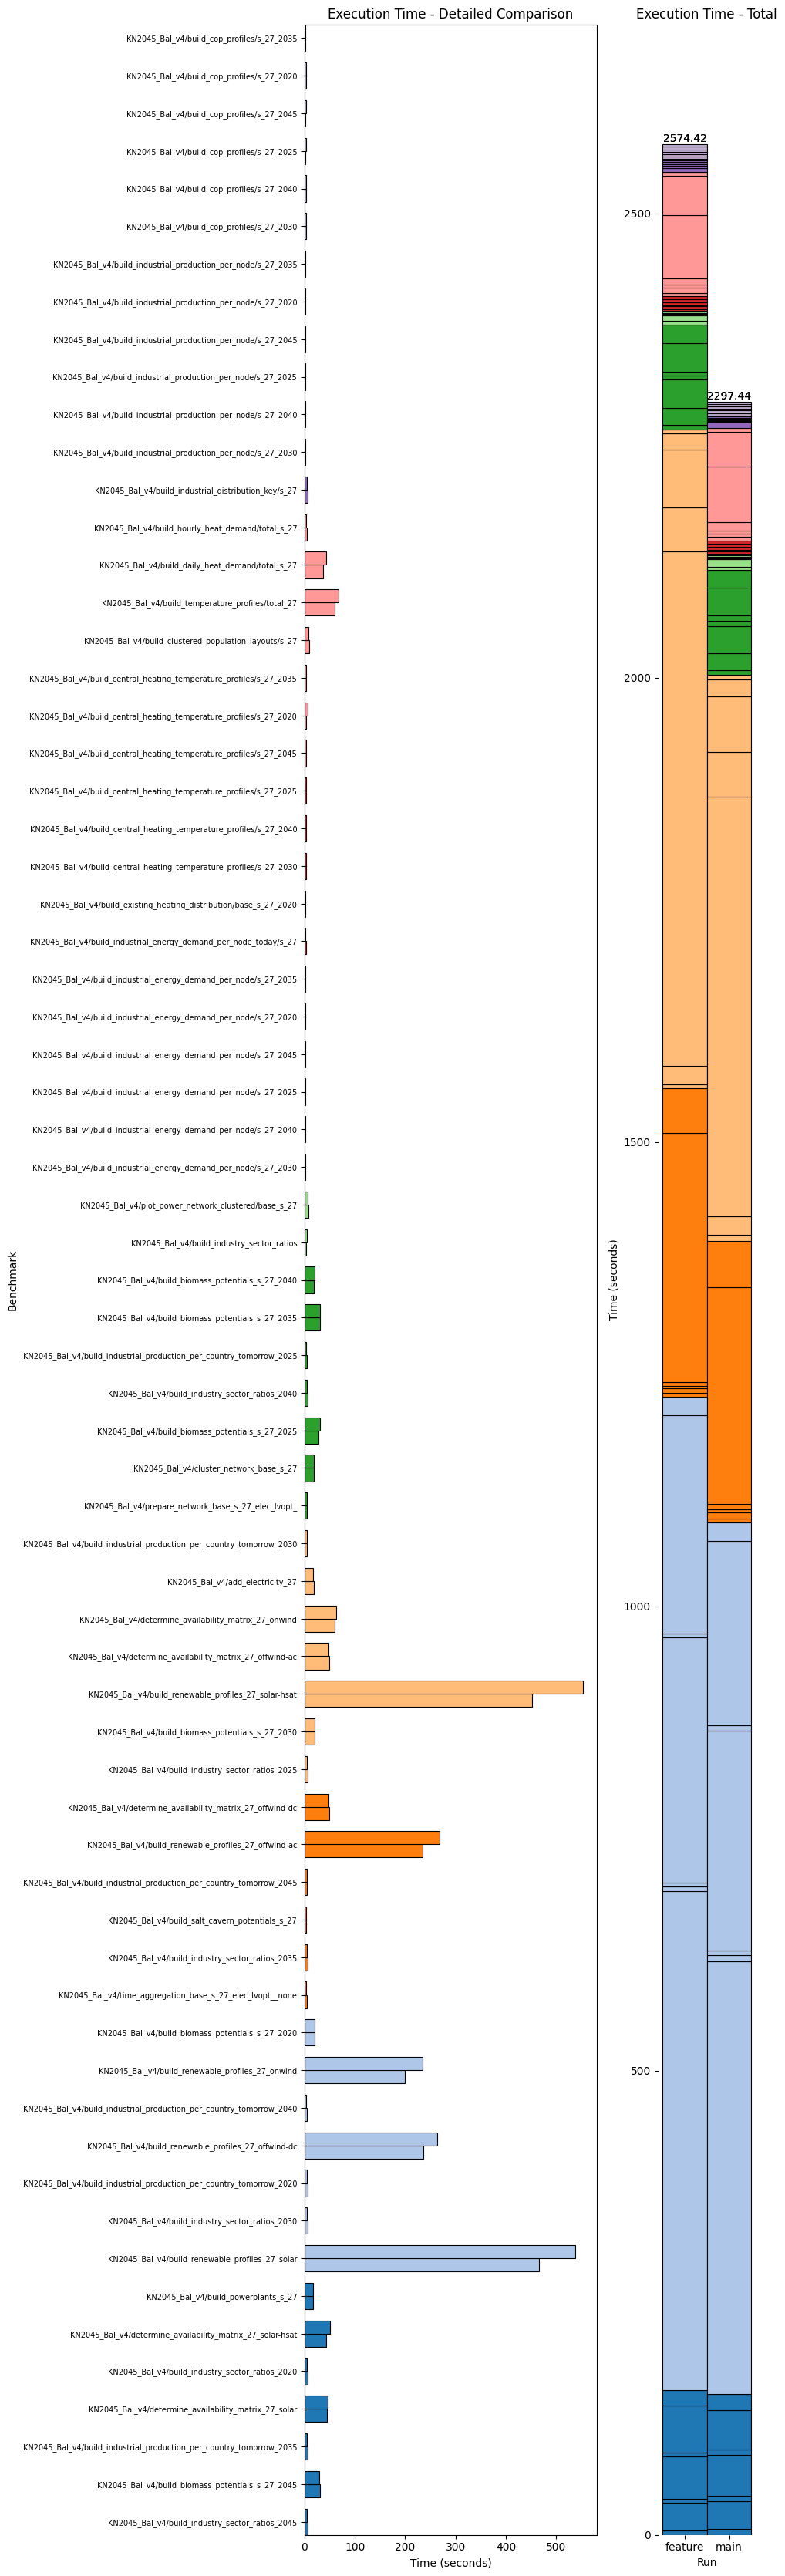 Execution Time - Detailed Comparison
Execution Time - Total
KN2045_Bal_v4/build_cop_profiles/s_27_2035
KN2045_Bal_v4/build_cop_profiles/s_27_2020
KN2045_Bal_v4/build_cop_profiles/s_27_2045
KN2045_Bal_v4/build_cop_profiles/s_27_2025
KN2045_Bal_v4/build_cop_profiles/s_27_2040
KN2045_Bal_v4/build_cop_profiles/s_27_2030
KN2045_Bal_v4/build_industrial_production_per_node/s_27_2035
KN2045_Bal_v4/build_industrial_production_per_node/s_27_2020
KN2045_Bal_v4/build_industrial_production_per_node/s_27_2045
KN2045_Bal_v4/build_industrial_production_per_node/s_27_2025
KN2045_Bal_v4/build_industrial_production_per_node/s_27_2040
KN2045_Bal_v4/build_industrial_production_per_node/s_27_2030
KN2045_Bal_v4/build_industrial_distribution_key/s_27
KN2045_Bal_v4/build_hourly_heat_demand/total_s_27
KN2045_Bal_v4/build_daily_heat_demand/total_s_27
KN2045_Bal_v4/build_temperature_profiles/total_27
KN2045_Bal_v4/build_clustered_population_layouts/s_27
KN2045_Bal_v4/build_central_heating_temperature_profiles/s_27_2035
KN2045_Bal_v4/build_central_heating_temperature_profiles/s_27_2020
KN2045_Bal_v4/build_central_heating_temperature_profiles/s_27_2045
KN2045_Bal_v4/build_central_heating_temperature_profiles/s_27_2025
KN2045_Bal_v4/build_central_heating_temperature_profiles/s_27_2040
KN2045_Bal_v4/build_central_heating_temperature_profiles/s_27_2030
KN2045_Bal_v4/build_existing_heating_distribution/base_s_27_2020
KN2045_Bal_v4/build_industrial_energy_demand_per_node_today/s_27
KN2045_Bal_v4/build_industrial_energy_demand_per_node/s_27_2035
KN2045_Bal_v4/build_industrial_energy_demand_per_node/s_27_2020
KN2045_Bal_v4/build_industrial_energy_demand_per_node/s_27_2045
KN2045_Bal_v4/build_industrial_energy_demand_per_node/s_27_2025
KN2045_Bal_v4/build_industrial_energy_demand_per_node/s_27_2040
KN2045_Bal_v4/build_industrial_energy_demand_per_node/s_27_2030
KN2045_Bal_v4/plot_power_network_clustered/base_s_27
KN2045_Bal_v4/build_industry_sector_ratios
KN2045_Bal_v4/build_biomass_potentials_s_27_2040
KN2045_Bal_v4/build_biomass_potentials_s_27_2035
KN2045_Bal_v4/build_industrial_production_per_country_tomorrow_2025
KN2045_Bal_v4/build_industry_sector_ratios_2040
KN2045_Bal_v4/build_biomass_potentials_s_27_2025
KN2045_Bal_v4/cluster_network_base_s_27
KN2045_Bal_v4/prepare_network_base_s_27_elec_lvopt_
KN2045_Bal_v4/build_industrial_production_per_country_tomorrow_2030
KN2045_Bal_v4/add_electricity_27
KN2045_Bal_v4/determine_availability_matrix_27_onwind
KN2045_Bal_v4/determine_availability_matrix_27_offwind-ac
KN2045_Bal_v4/build_renewable_profiles_27_solar-hsat
KN2045_Bal_v4/build_biomass_potentials_s_27_2030
KN2045_Bal_v4/build_industry_sector_ratios_2025
KN2045_Bal_v4/determine_availability_matrix_27_offwind-dc
KN2045_Bal_v4/build_renewable_profiles_27_offwind-ac
KN2045_Bal_v4/build_industrial_production_per_country_tomorrow_2045
KN2045_Bal_v4/build_salt_cavern_potentials_s_27
KN2045_Bal_v4/build_industry_sector_ratios_2035
KN2045_Bal_v4/time_aggregation_base_s_27_elec_lvopt__none
KN2045_Bal_v4/build_biomass_potentials_s_27_2020
KN2045_Bal_v4/build_renewable_profiles_27_onwind
KN2045_Bal_v4/build_industrial_production_per_country_tomorrow_2040
KN2045_Bal_v4/build_renewable_profiles_27_offwind-dc
KN2045_Bal_v4/build_industrial_production_per_country_tomorrow_2020
KN2045_Bal_v4/build_industry_sector_ratios_2030
KN2045_Bal_v4/build_renewable_profiles_27_solar
KN2045_Bal_v4/build_powerplants_s_27
KN2045_Bal_v4/determine_availability_matrix_27_solar-hsat
KN2045_Bal_v4/build_industry_sector_ratios_2020
KN2045_Bal_v4/determine_availability_matrix_27_solar
KN2045_Bal_v4/build_industrial_production_per_country_tomorrow_2035
KN2045_Bal_v4/build_biomass_potentials_s_27_2045
KN2045_Bal_v4/build_industry_sector_ratios_2045
Benchmark
0 100 200 300 400 500
Time (seconds)
2574.42
2297.44
2500
2000
1500
1000
500
0
Time (seconds)
feature main
Run